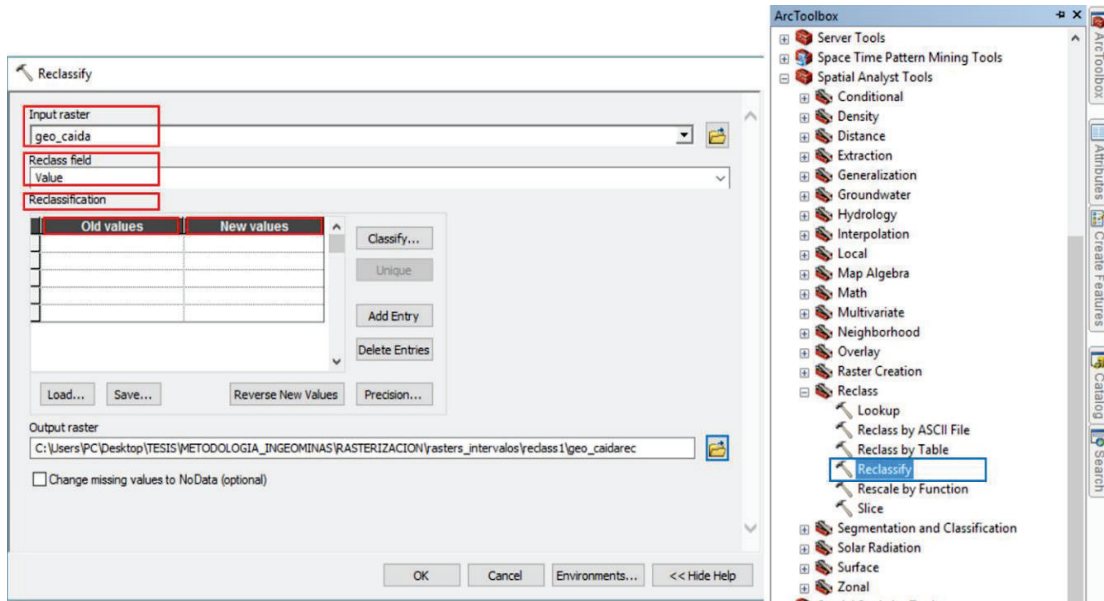 Reclassify
Input raster
geo_caida
Reclass field
Value
Reclassification
Old values New values
Classify...
Unique
Add Entry
Delete Entries
Load... Save... Reverse New Values Precision...
Output raster
C:\Users\PC\Desktop\TESIS\METODOLOGIA_INGEOMINAS\RASTERIZACION\rasters_intervalos\reclass1\geo_caidarec
Change missing values to NoData (optional)
OK Cancel Environments... << Hide Help
ArcToolbox
Server Tools
Space Time Pattern Mining Tools
Spatial Analyst Tools
Conditional
Density
Distance
Extraction
Generalization
Groundwater
Hydrology
Interpolation
Local
Map Algebra
Math
Multivariate
Neighborhood
Overlay
Raster Creation
Reclass
Lookup
Reclass by ASCII File
Reclass by Table
Reclassify
Rescale by Function
Slice
Segmentation and Classification
Solar Radiation
Surface
Zonal
ArcToolbox
Attributes
Create Features
Catalog
Search